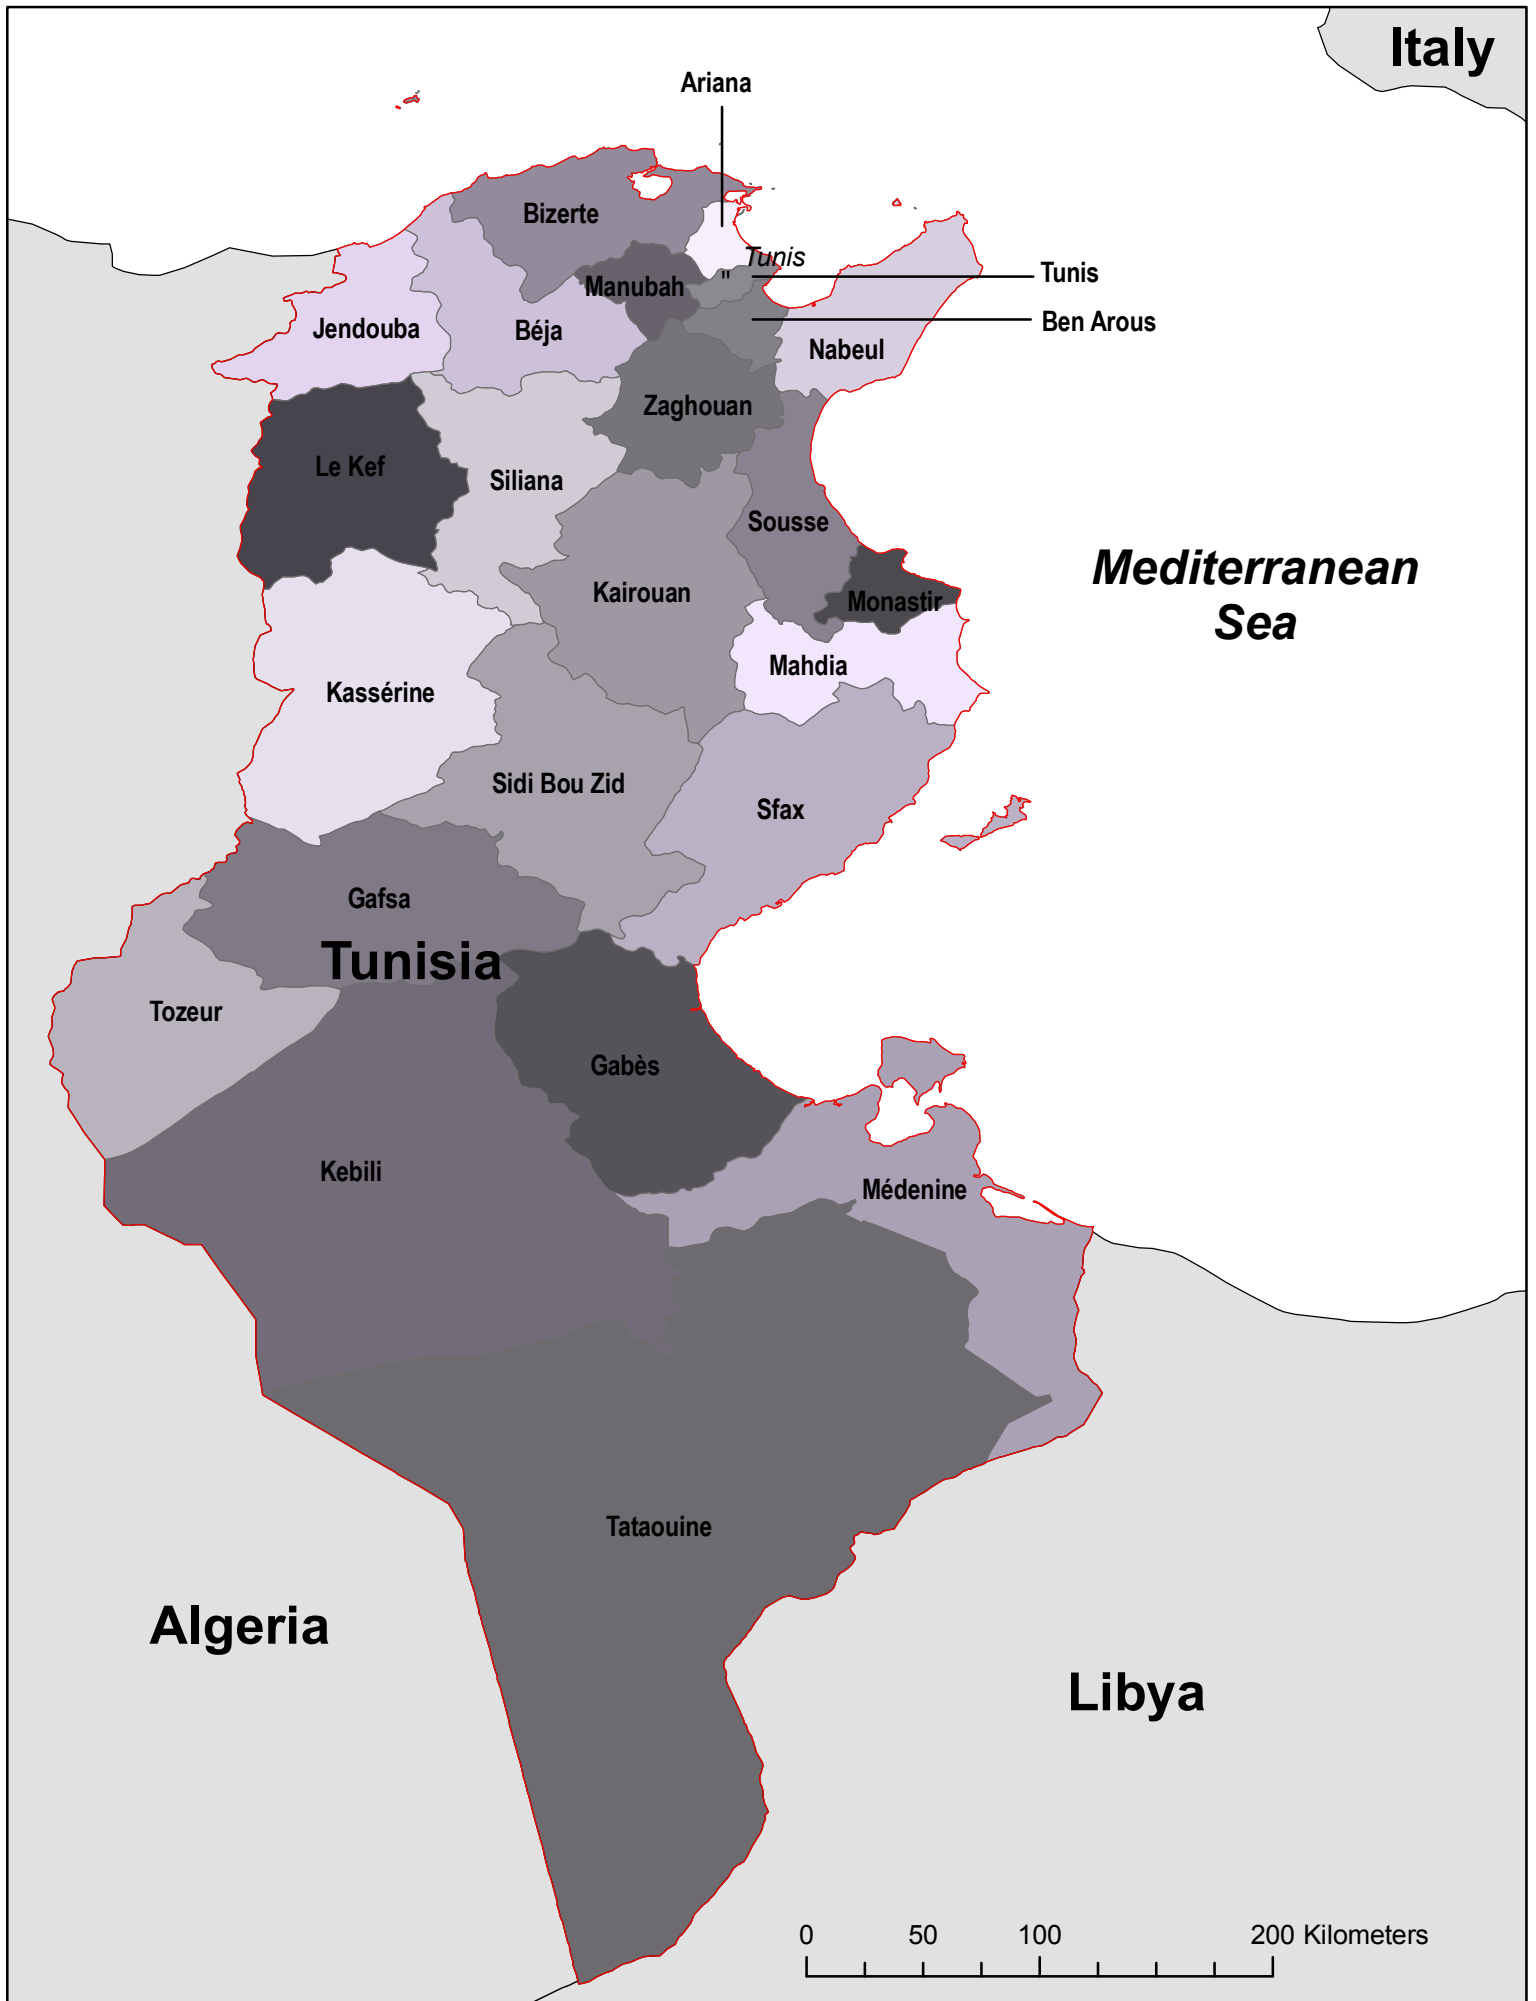 Italy
Ariana
Bizerte
Tunis
"
Manubah
Tunis
Jendouba
Béja
Ben Arous
Nabeul
Zaghouan
Le Kef
Siliana
Sousse
Mediterranean
Sea
Kairouan
Monastir
Mahdia
Kassérine
Sidi Bou Zid
Sfax
Gafsa
Tunisia
Tozeur
Gabès
Kebili
Médenine
Tataouine
Algeria
Libya
0 50 100 200 Kilometers